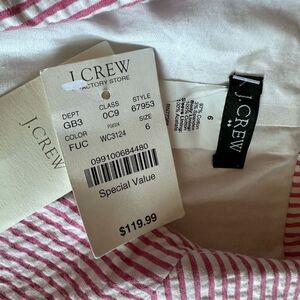 J.CREW
FACTORY STORE
DEPT CLASS STYLE
GB3 0C9 67953
COLOR SIZE
FUC WC3124 6
099100684480
Special Value
$119.99
J.CREW
J.CREW
6